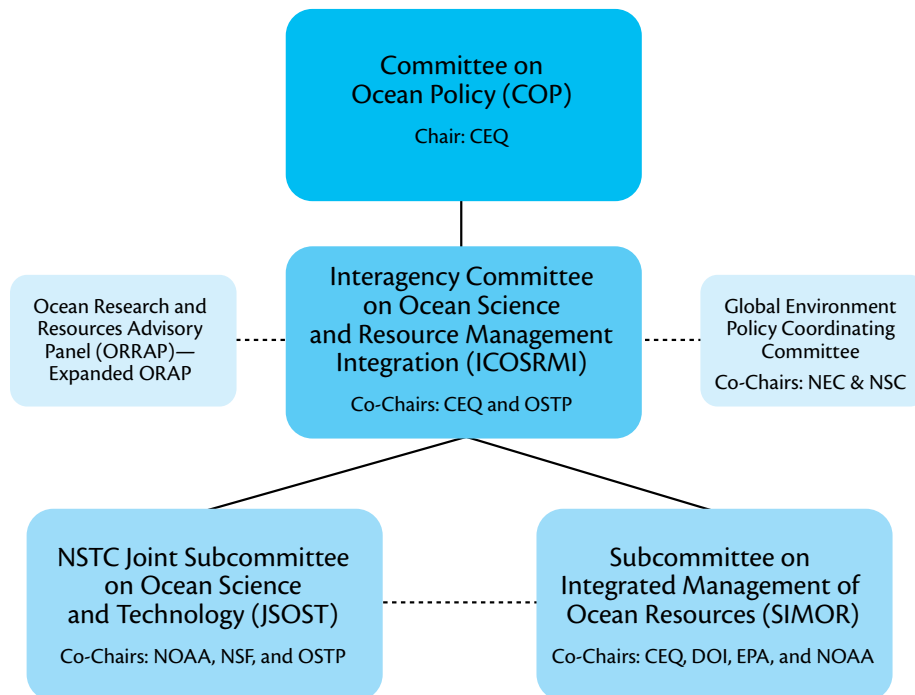 Committee on
Ocean Policy (COP)
Chair: CEQ
Interagency Committee
on Ocean Science
and Resource Management
Integration (ICOSRMI)
Co-Chairs: CEQ and OSTP
Ocean Research and
Resources Advisory
Panel (ORRAP)—
Expanded ORAP
Global Environment
Policy Coordinating
Committee
Co-Chairs: NEC & NSC
NSTC Joint Subcommittee
on Ocean Science
and Technology (JSOST)
Co-Chairs: NOAA, NSF, and OSTP
Subcommittee on
Integrated Management of
Ocean Resources (SIMOR)
Co-Chairs: CEQ, DOI, EPA, and NOAA